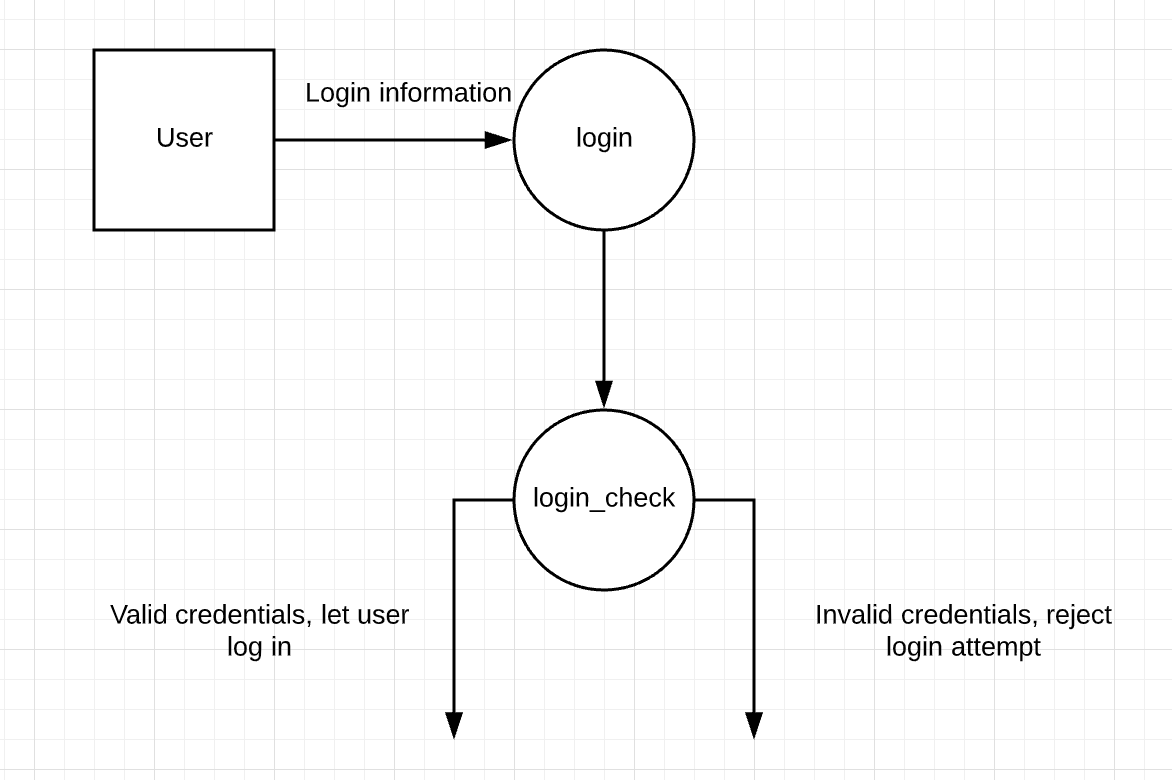 Login information
User
login
login_check
Valid credentials, let user
log in
Invalid credentials, reject
login attempt